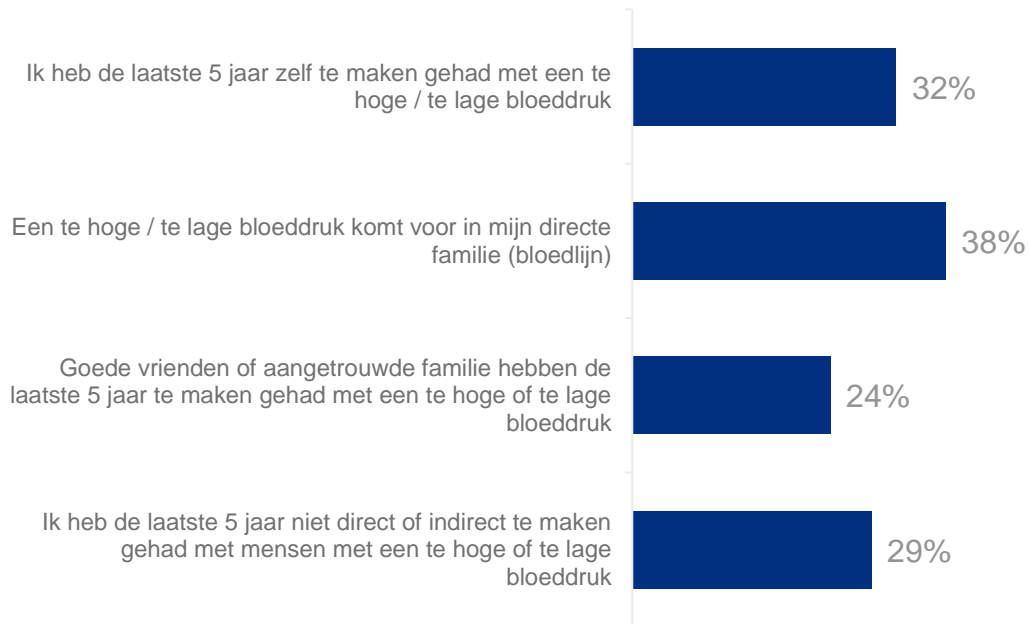 Ik heb de laatste 5 jaar zelf te maken gehad met een te
hoge / te lage bloeddruk
32%
Een te hoge / te lage bloeddruk komt voor in mijn directe
familie (bloedlijn)
38%
Goede vrienden of aangetrouwde familie hebben de
laatste 5 jaar te maken gehad met een te hoge of te lage
bloeddruk
24%
Ik heb de laatste 5 jaar niet direct of indirect te maken
gehad met mensen met een te hoge of te lage
bloeddruk
29%